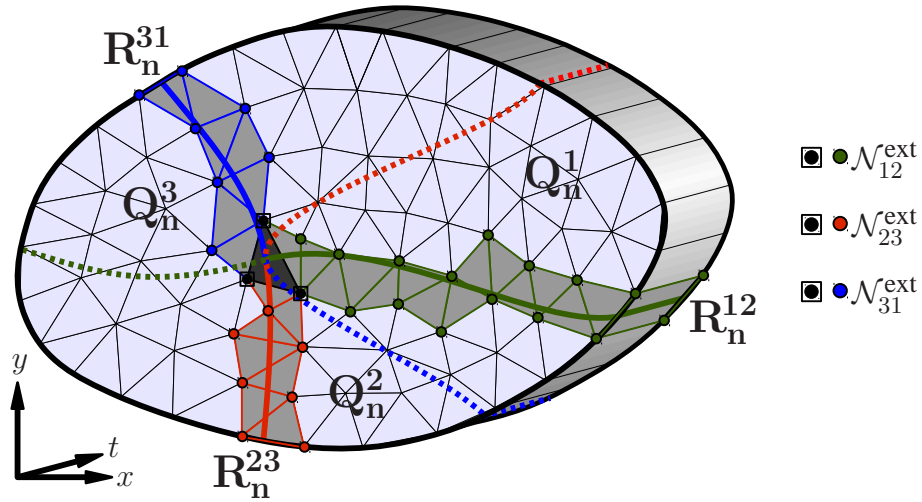 R_n^31
Q_n^1
N_12^ext
Q_n^3
N_23^ext
N_31^ext
R_n^12
y
Q_n^2
t
x
R_n^23